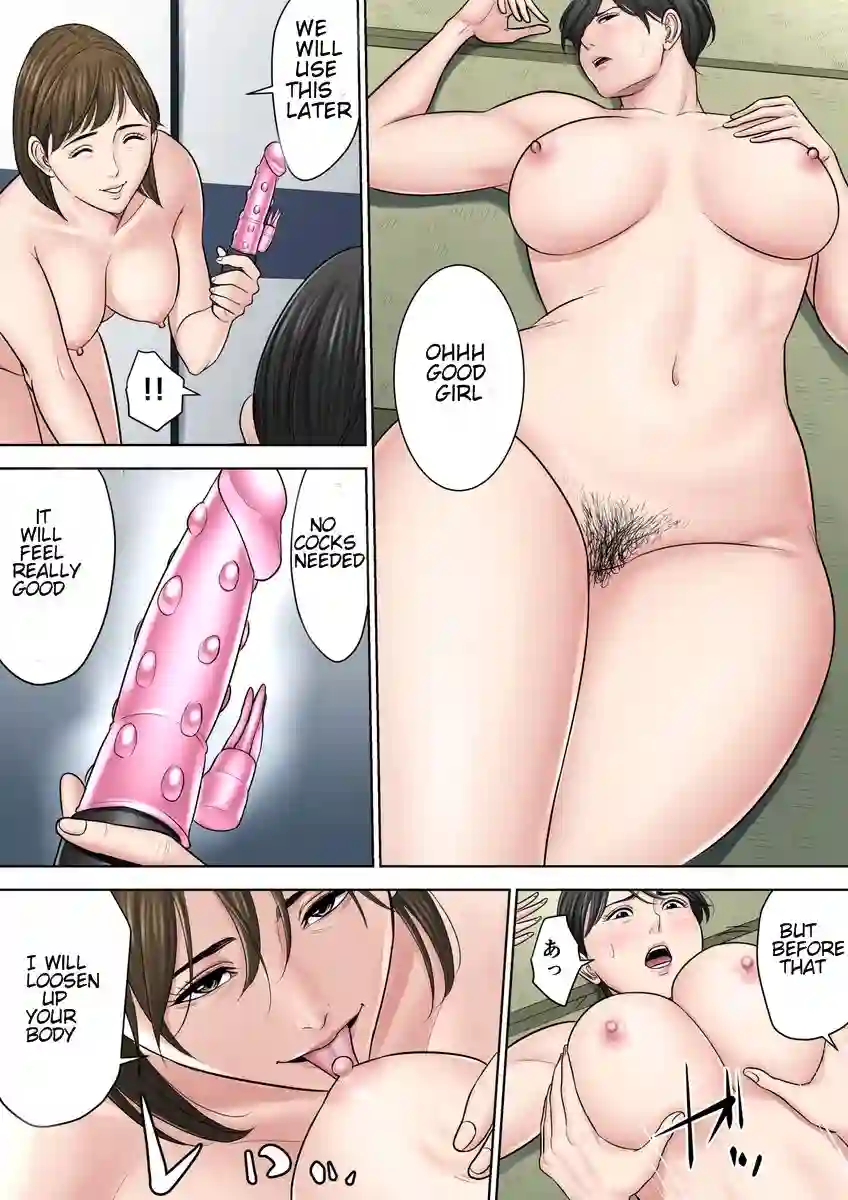 OHHH
GOOD
GIRL
WE
WILL
USE
THIS
LATER
!!
NO
COCKS
NEEDED
IT
WILL
FEEL
REALLY
GOOD
BUT
BEFORE
THAT
あっ
I WILL
LOOSEN
UP
YOUR
BODY